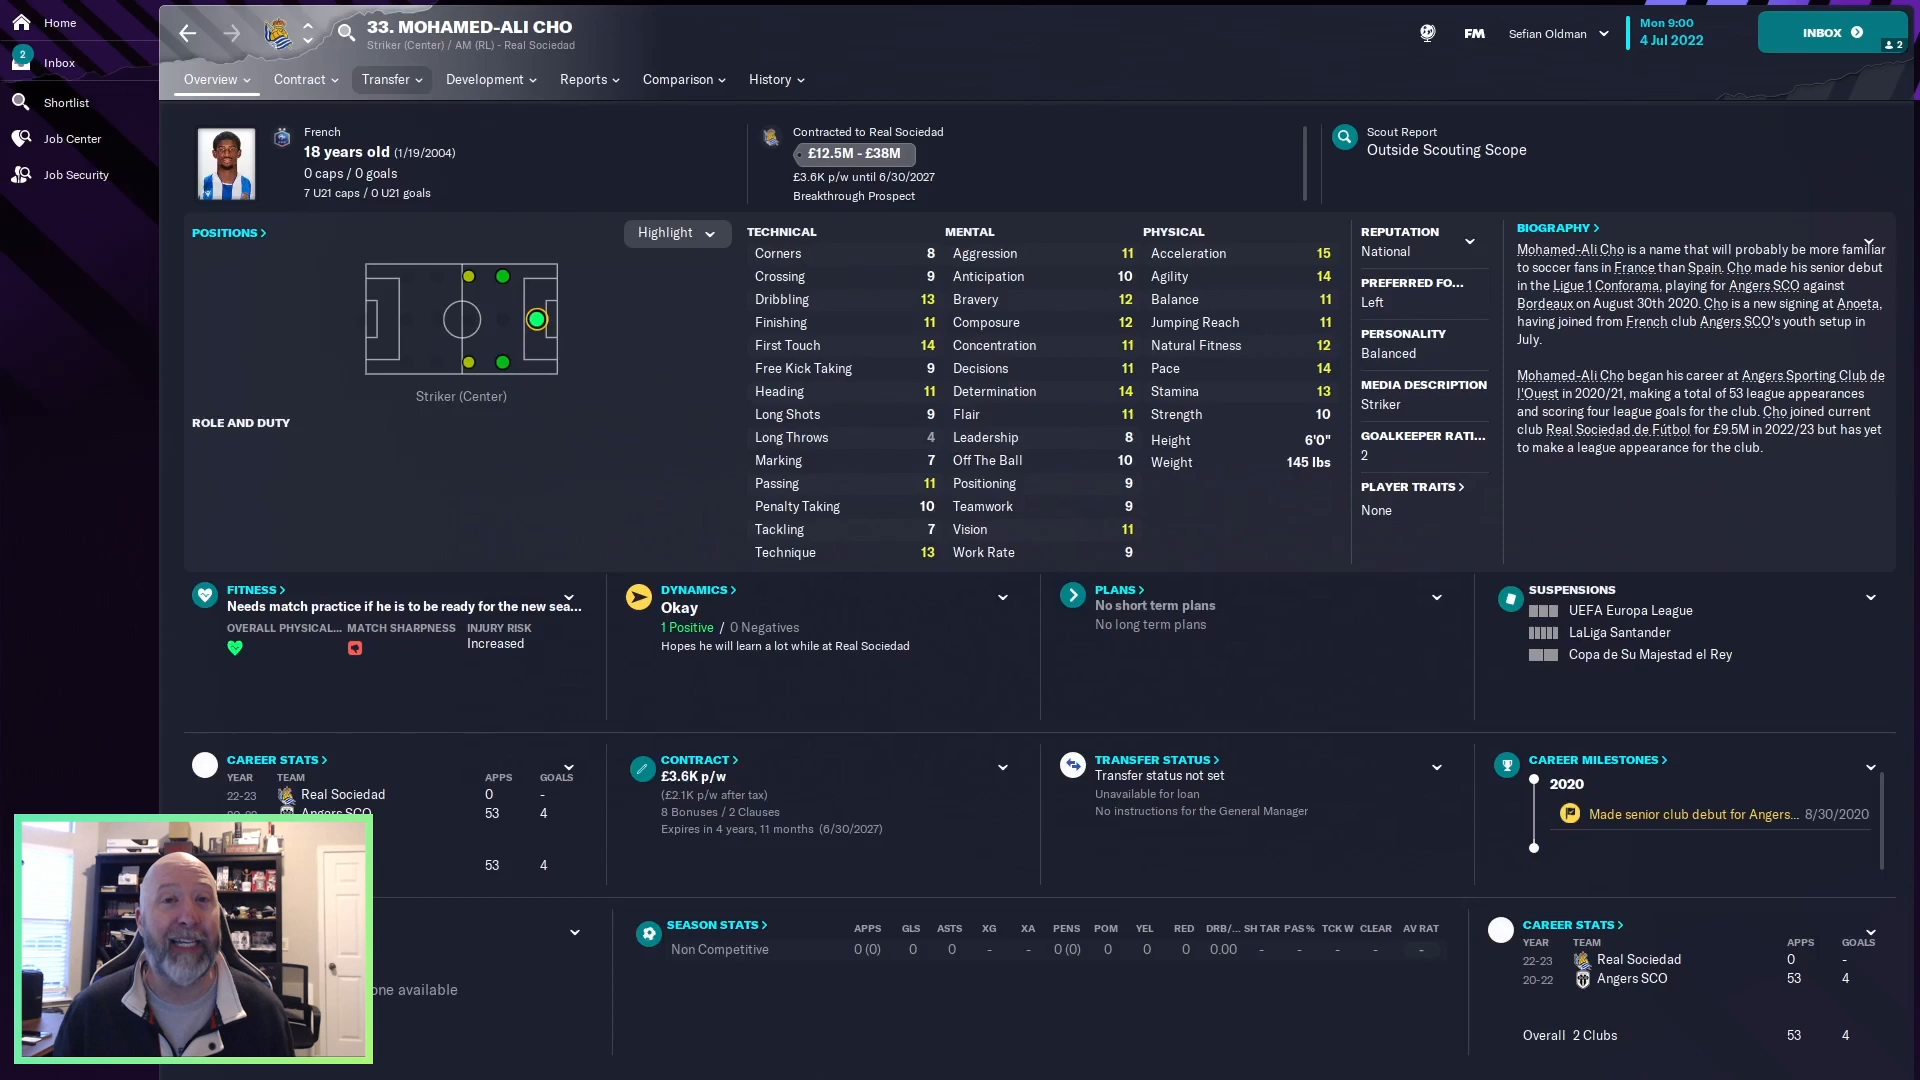 Home
2
Inbox
Shortlist
Job Center
Job Security
33. MOHAMED-ALI CHO
Striker (Center) / AM (RL) - Real Sociedad
FM
Sefian Oldman
Mon 9:00
4 Jul 2022
INBOX
2
Overview
Contract
Transfer
Development
Reports
Comparison
History
French
18 years old (1/19/2004)
0 caps / 0 goals
7 U21 caps / 0 U21 goals
Contracted to Real Sociedad
£12.5M - £38M
£3.6K p/w until 6/30/2027
Breakthrough Prospect
Scout Report
Outside Scouting Scope
POSITIONS
Highlight
Striker (Center)
ROLE AND DUTY
TECHNICAL
Corners 8
Crossing 9
Dribbling 13
Finishing 11
First Touch 14
Free Kick Taking 9
Heading 11
Long Shots 9
Long Throws 4
Marking 7
Passing 11
Penalty Taking 10
Tackling 7
Technique 13
MENTAL
Aggression 11
Anticipation 10
Bravery 12
Composure 12
Concentration 11
Decisions 11
Determination 14
Flair 11
Leadership 8
Off The Ball 10
Positioning 9
Teamwork 9
Vision 11
Work Rate 9
PHYSICAL
Acceleration 15
Agility 14
Balance 11
Jumping Reach 11
Natural Fitness 12
Pace 14
Stamina 13
Strength 10
Height 6'0"
Weight 145 lbs
REPUTATION
National
PREFERRED FO...
Left
PERSONALITY
Balanced
MEDIA DESCRIPTION
Striker
GOALKEEPER RATI...
2
PLAYER TRAITS
None
BIOGRAPHY
Mohamed-Ali Cho is a name that will probably be more familiar
to soccer fans in France than Spain. Cho made his senior debut
in the Ligue 1 Conforama, playing for Angers SCO against
Bordeaux on August 30th 2020. Cho is a new signing at Anoeta,
having joined from French club Angers SCO's youth setup in
July.
Mohamed-Ali Cho began his career at Angers Sporting Club de
l'Ouest in 2020/21, making a total of 53 league appearances
and scoring four league goals for the club. Cho joined current
club Real Sociedad de Fútbol for £9.5M in 2022/23 but has yet
to make a league appearance for the club.
FITNESS
Needs match practice if he is to be ready for the new sea...
OVERALL PHYSICAL... MATCH SHARPNESS INJURY RISK
Increased
DYNAMICS
Okay
1 Positive / 0 Negatives
Hopes he will learn a lot while at Real Sociedad
PLANS
No short term plans
No long term plans
SUSPENSIONS
UEFA Europa League
LaLiga Santander
Copa de Su Majestad el Rey
CAREER STATS
YEAR TEAM APPS GOALS
22-23 Real Sociedad 0 -
20-22 Angers SCO 53 4
53 4
CONTRACT
£3.6K p/w
(£2.1K p/w after tax)
8 Bonuses / 2 Clauses
Expires in 4 years, 11 months (6/30/2027)
TRANSFER STATUS
Transfer status not set
Unavailable for loan
No instructions for the General Manager
CAREER MILESTONES
2020
Made senior club debut for Angers... 8/30/2020
one available
SEASON STATS
APPS GLS ASTS XG XA PENS POM YEL RED DRB/... SH TAR PAS % TCK W CLEAR AV RAT
Non Competitive 0 (0) 0 0 - - 0 (0) 0 0 0 0.00 - - - - -
CAREER STATS
YEAR TEAM APPS GOALS
22-23 Real Sociedad 0 -
20-22 Angers SCO 53 4
Overall 2 Clubs 53 4